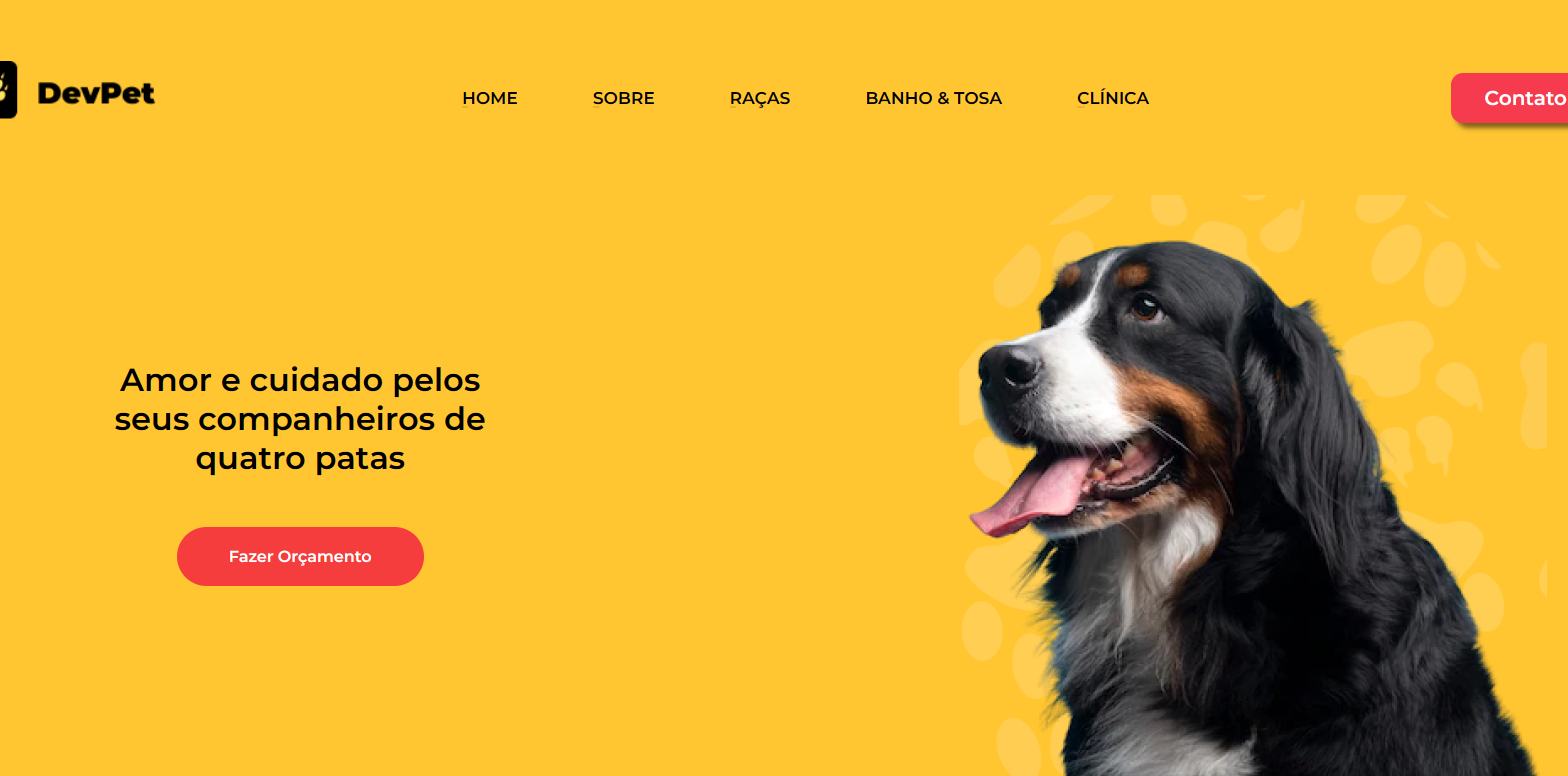 DevPet
HOME
SOBRE
RAÇAS
BANHO & TOSA
CLÍNICA
Contato
Amor e cuidado pelos
seus companheiros de
quatro patas
Fazer Orçamento